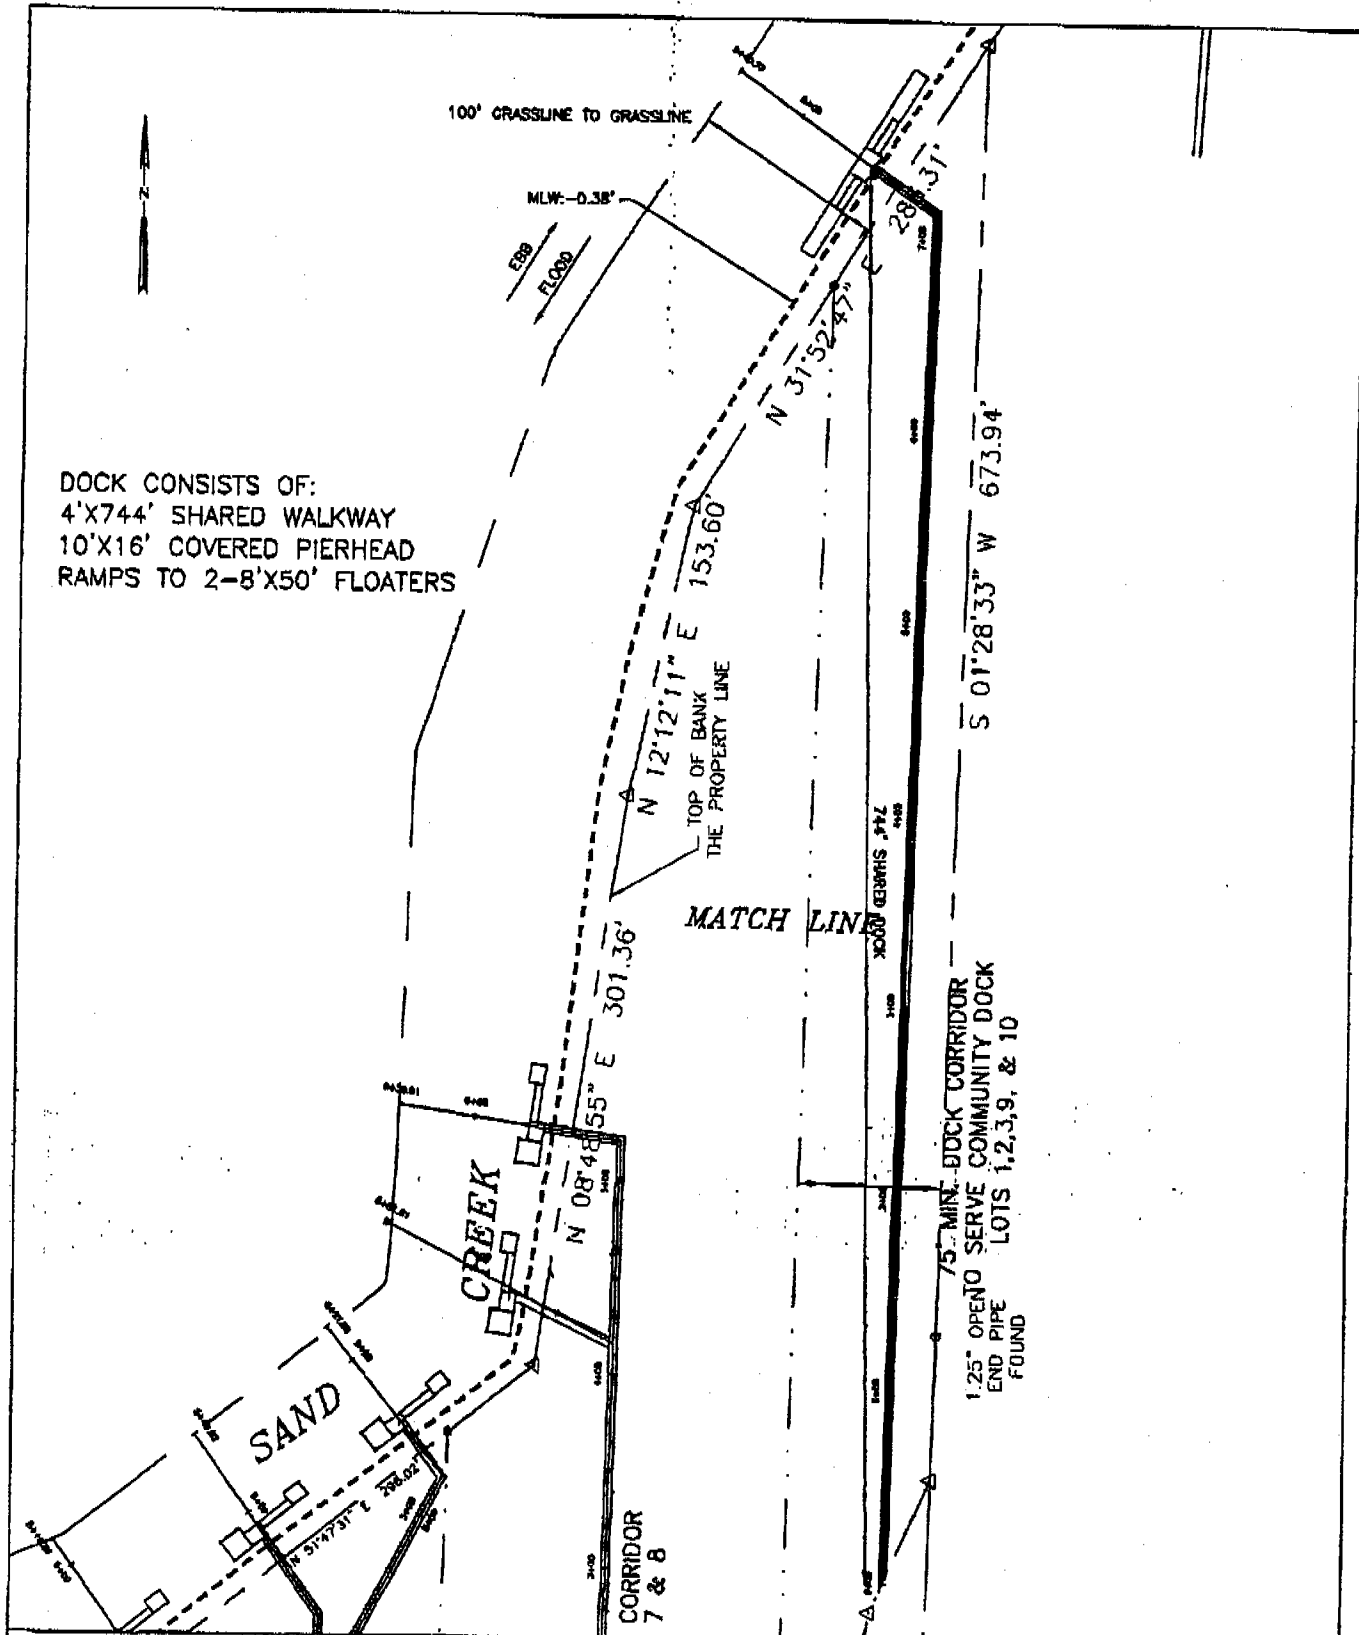 100' GRASSLINE TO GRASSLINE
MLW:-0.38'
N
EBB
FLOOD
28.31'
N 31°52'47" E
DOCK CONSISTS OF:
4'X744' SHARED WALKWAY
10'X16' COVERED PIERHEAD
RAMPS TO 2-8'X50' FLOATERS
S 01°28'33" W 673.94'
N 12°12'11" E 153.60'
TOP OF BANK
THE PROPERTY LINE
744' SHARED DOCK
MATCH LINE
N 08°48'55" E 301.36'
75' MIN. DOCK CORRIDOR
TO SERVE COMMUNITY DOCK
LOTS 1,2,3,9, & 10
1.25" OPEN
END PIPE
FOUND
SAND
CREEK
N 51°47'31" E 296.02'
CORRIDOR
7 & 8